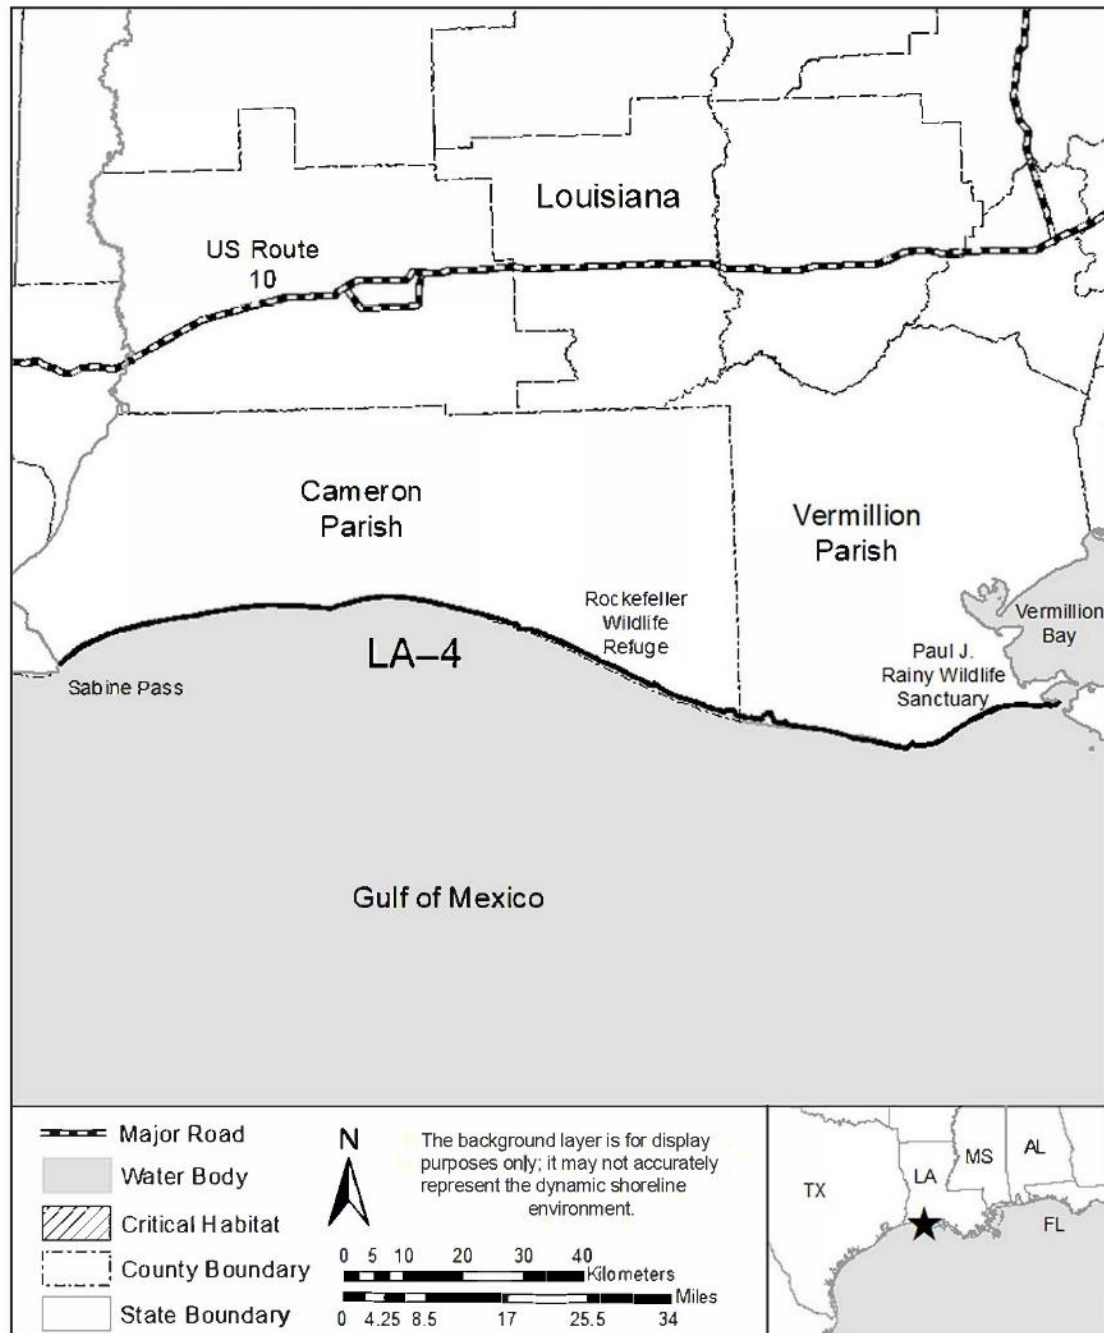 Louisiana
US Route
10
Cameron
Parish
Vermillion
Parish
Rockefeller
Wildlife
Refuge
Vermillion
Bay
Paul J.
Rainy Wildlife
Sanctuary
LA–4
Sabine Pass
Gulf of Mexico
Major Road
Water Body
Critical Habitat
County Boundary
State Boundary
N
The background layer is for display
purposes only; it may not accurately
represent the dynamic shoreline
environment.
0 5 10 20 30 40
Kilometers
Miles
0 4.25 8.5 17 25.5 34
TX
LA
MS
AL
FL